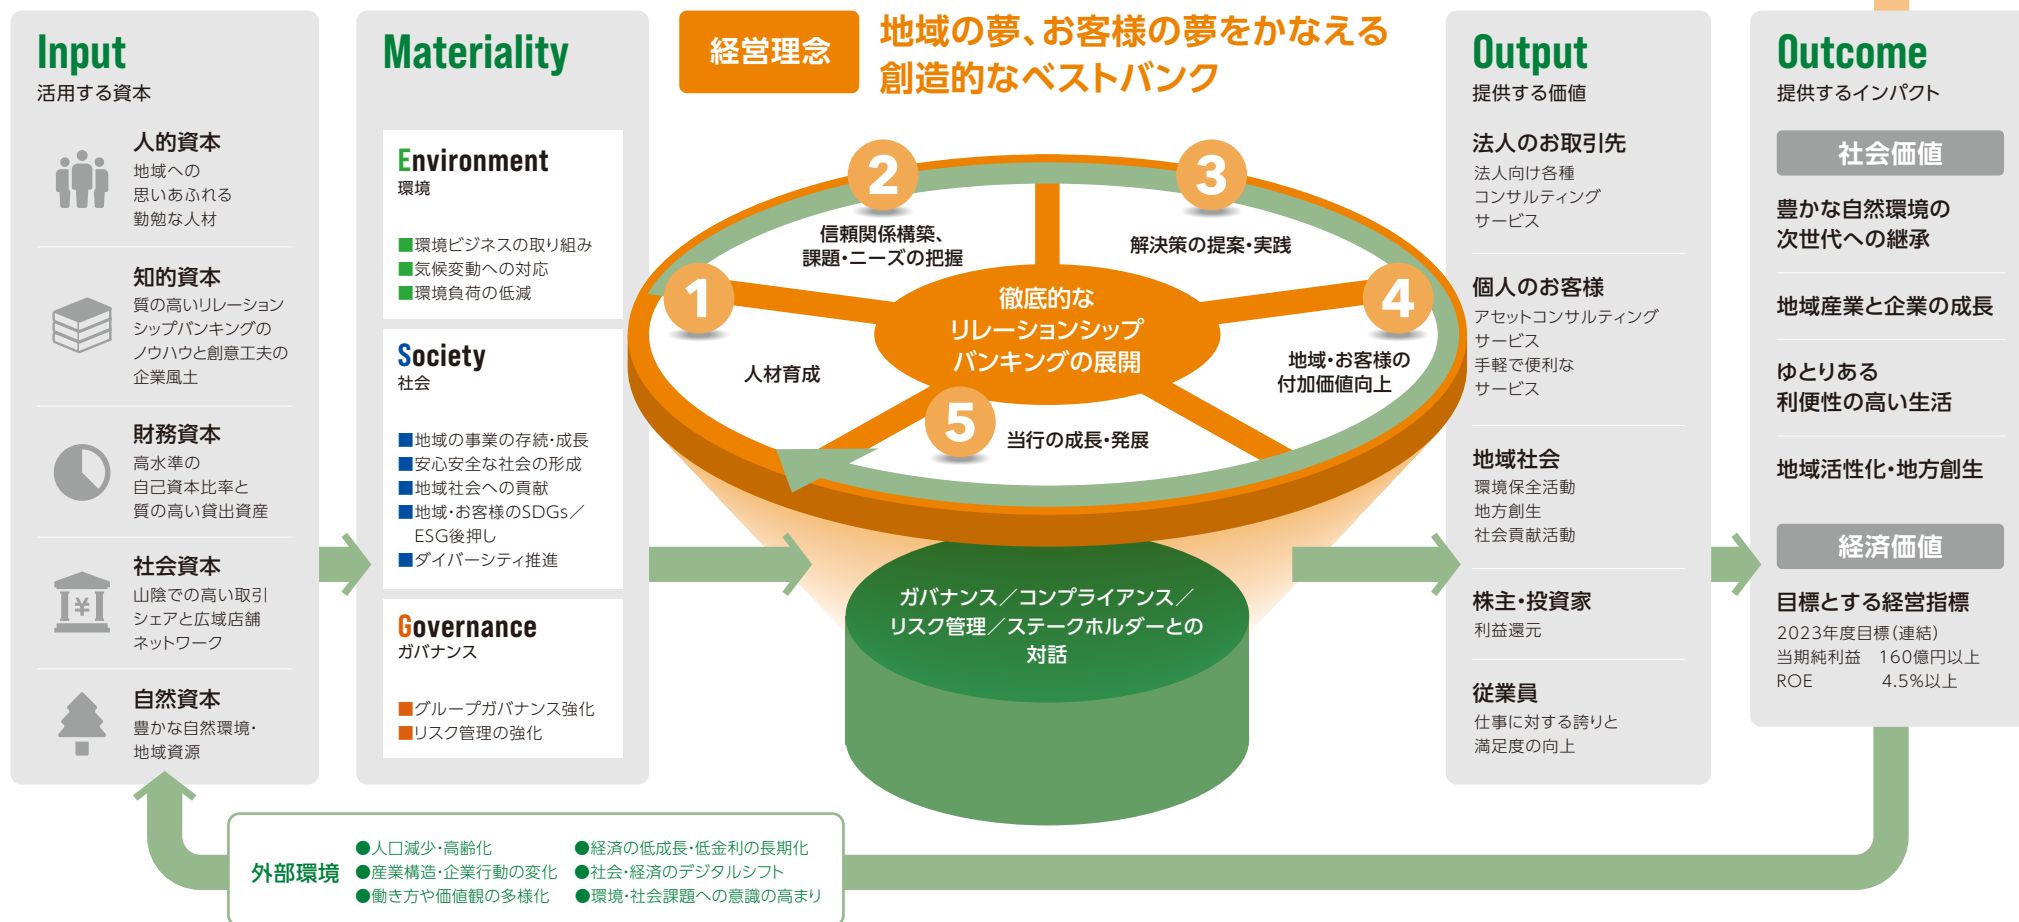 Input
活用する資本
人的資本
地域への
思いあふれる
勤勉な人材
知的資本
質の高いリレーション
シップバンキングの
ノウハウと創意工夫の
企業風土
財務資本
高水準の
自己資本比率と
質の高い貸出資産
社会資本
山陰での高い取引
シェアと広域店舗
ネットワーク
自然資本
豊かな自然環境・
地域資源
Materiality
Environment
環境
■環境ビジネスの取り組み
■気候変動への対応
■環境負荷の低減
Society
社会
■地域の事業の存続・成長
■安心安全な社会の形成
■地域社会への貢献
■地域・お客様のSDGs／
ESG後押し
■ダイバーシティ推進
Governance
ガバナンス
■グループガバナンス強化
■リスク管理の強化
経営理念
地域の夢、お客様の夢をかなえる
創造的なベストバンク
1
人材育成
2
信頼関係構築、
課題・ニーズの把握
3
解決策の提案・実践
4
地域・お客様の
付加価値向上
5
当行の成長・発展
徹底的な
リレーションシップ
バンキングの展開
ガバナンス／コンプライアンス／
リスク管理／ステークホルダーとの
対話
Output
提供する価値
法人のお取引先
法人向け各種
コンサルティング
サービス
個人のお客様
アセットコンサルティング
サービス
手軽で便利な
サービス
地域社会
環境保全活動
地方創生
社会貢献活動
株主・投資家
利益還元
従業員
仕事に対する誇りと
満足度の向上
Outcome
提供するインパクト
社会価値
豊かな自然環境の
次世代への継承
地域産業と企業の成長
ゆとりある
利便性の高い生活
地域活性化・地方創生
経済価値
目標とする経営指標
2023年度目標（連結）
当期純利益 160億円以上
ROE 4.5%以上
外部環境
●人口減少・高齢化
●産業構造・企業行動の変化
●働き方や価値観の多様化
●経済の低成長・低金利の長期化
●社会・経済のデジタルシフト
●環境・社会課題への意識の高まり
¥